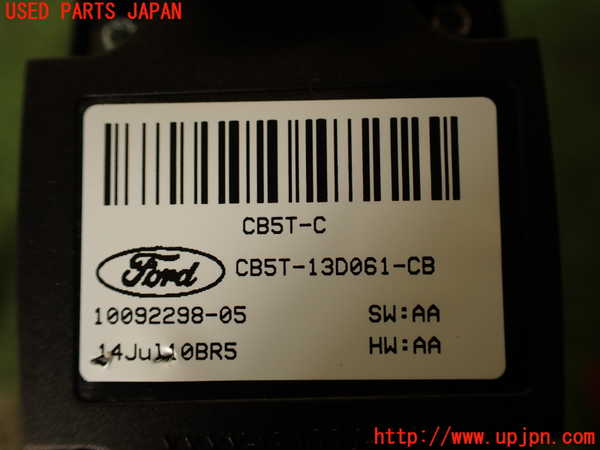 USED PARTS JAPAN
CB5T-C
Ford
CB5T-13D061-CB
10092298-05
SW:AA
14Jul10BR5
HW:AA
http://www.upjpn.com/